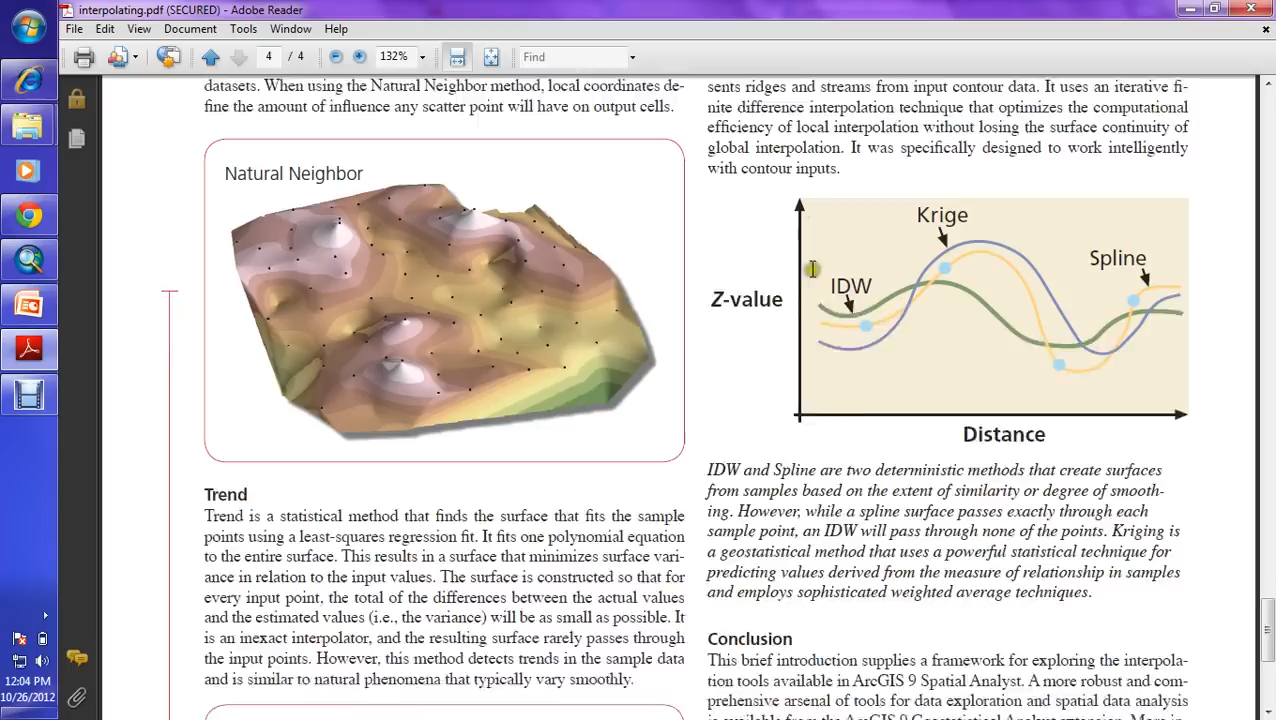 interpolating.pdf (SECURED) - Adobe Reader
File Edit View Document Tools Window Help
4 / 4 132% Find
datasets. When using the Natural Neighbor method, local coordinates de-
fine the amount of influence any scatter point will have on output cells.
Natural Neighbor
Trend
Trend is a statistical method that finds the surface that fits the sample
points using a least-squares regression fit. It fits one polynomial equation
to the entire surface. This results in a surface that minimizes surface vari-
ance in relation to the input values. The surface is constructed so that for
every input point, the total of the differences between the actual values
and the estimated values (i.e., the variance) will be as small as possible. It
is an inexact interpolator, and the resulting surface rarely passes through
the input points. However, this method detects trends in the sample data
and is similar to natural phenomena that typically vary smoothly.
sents ridges and streams from input contour data. It uses an iterative fi-
nite difference interpolation technique that optimizes the computational
efficiency of local interpolation without losing the surface continuity of
global interpolation. It was specifically designed to work intelligently
with contour inputs.
Krige
Spline
IDW
Z-value
Distance
IDW and Spline are two deterministic methods that create surfaces
from samples based on the extent of similarity or degree of smooth-
ing. However, while a spline surface passes exactly through each
sample point, an IDW will pass through none of the points. Kriging is
a geostatistical method that uses a powerful statistical technique for
predicting values derived from the measure of relationship in samples
and employs sophisticated weighted average techniques.
Conclusion
This brief introduction supplies a framework for exploring the interpola-
tion tools available in ArcGIS 9 Spatial Analyst. A more robust and com-
prehensive arsenal of tools for data exploration and spatial data analysis
is available from the ArcGIS 9 Geostatistical Analyst extension. More in-
12:04 PM
10/26/2012